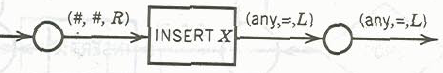 (#, #, R)
INSERT X
(any,=,L)
(any,=,L)